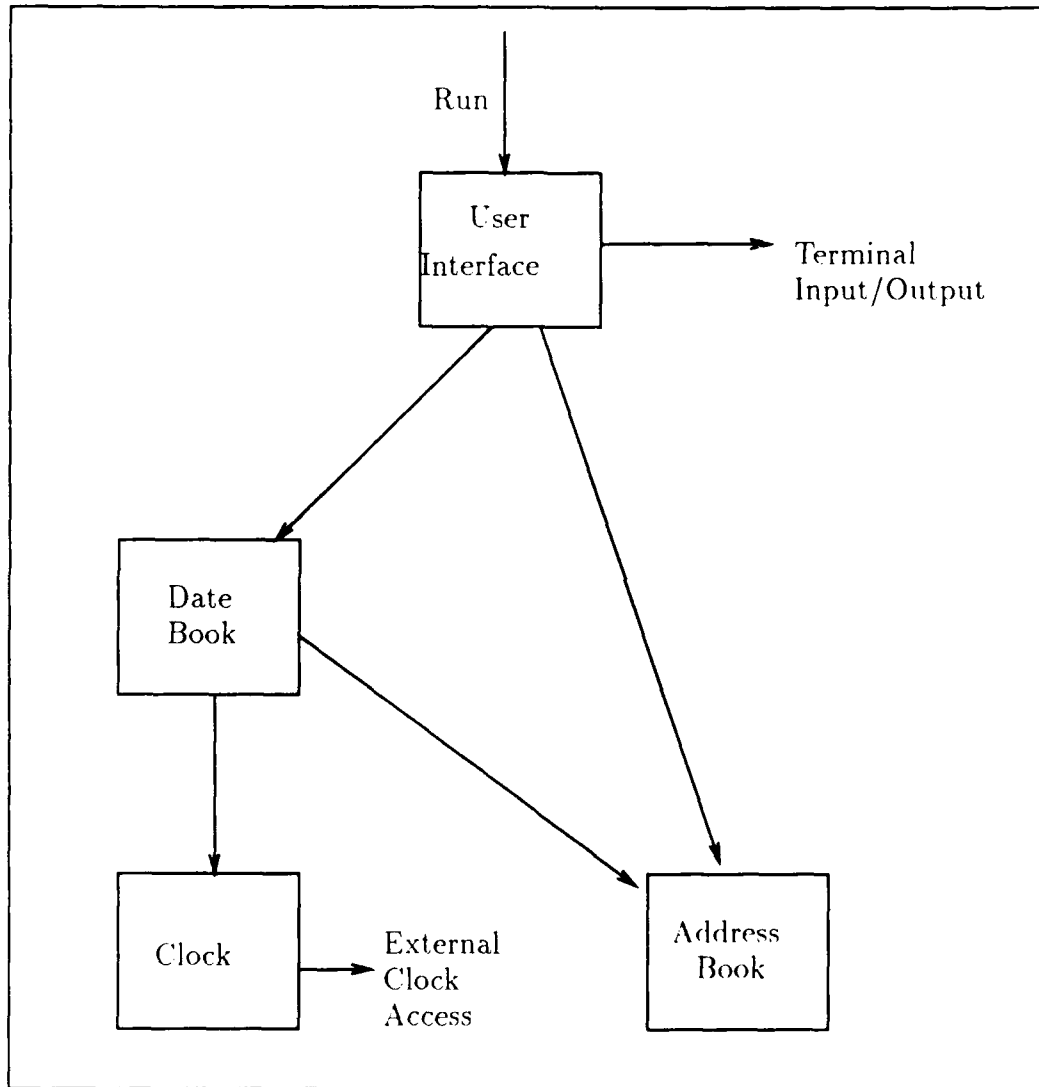 Run
User
Interface
Terminal
Input/Output
Date
Book
Clock
External
Clock
Access
Address
Book